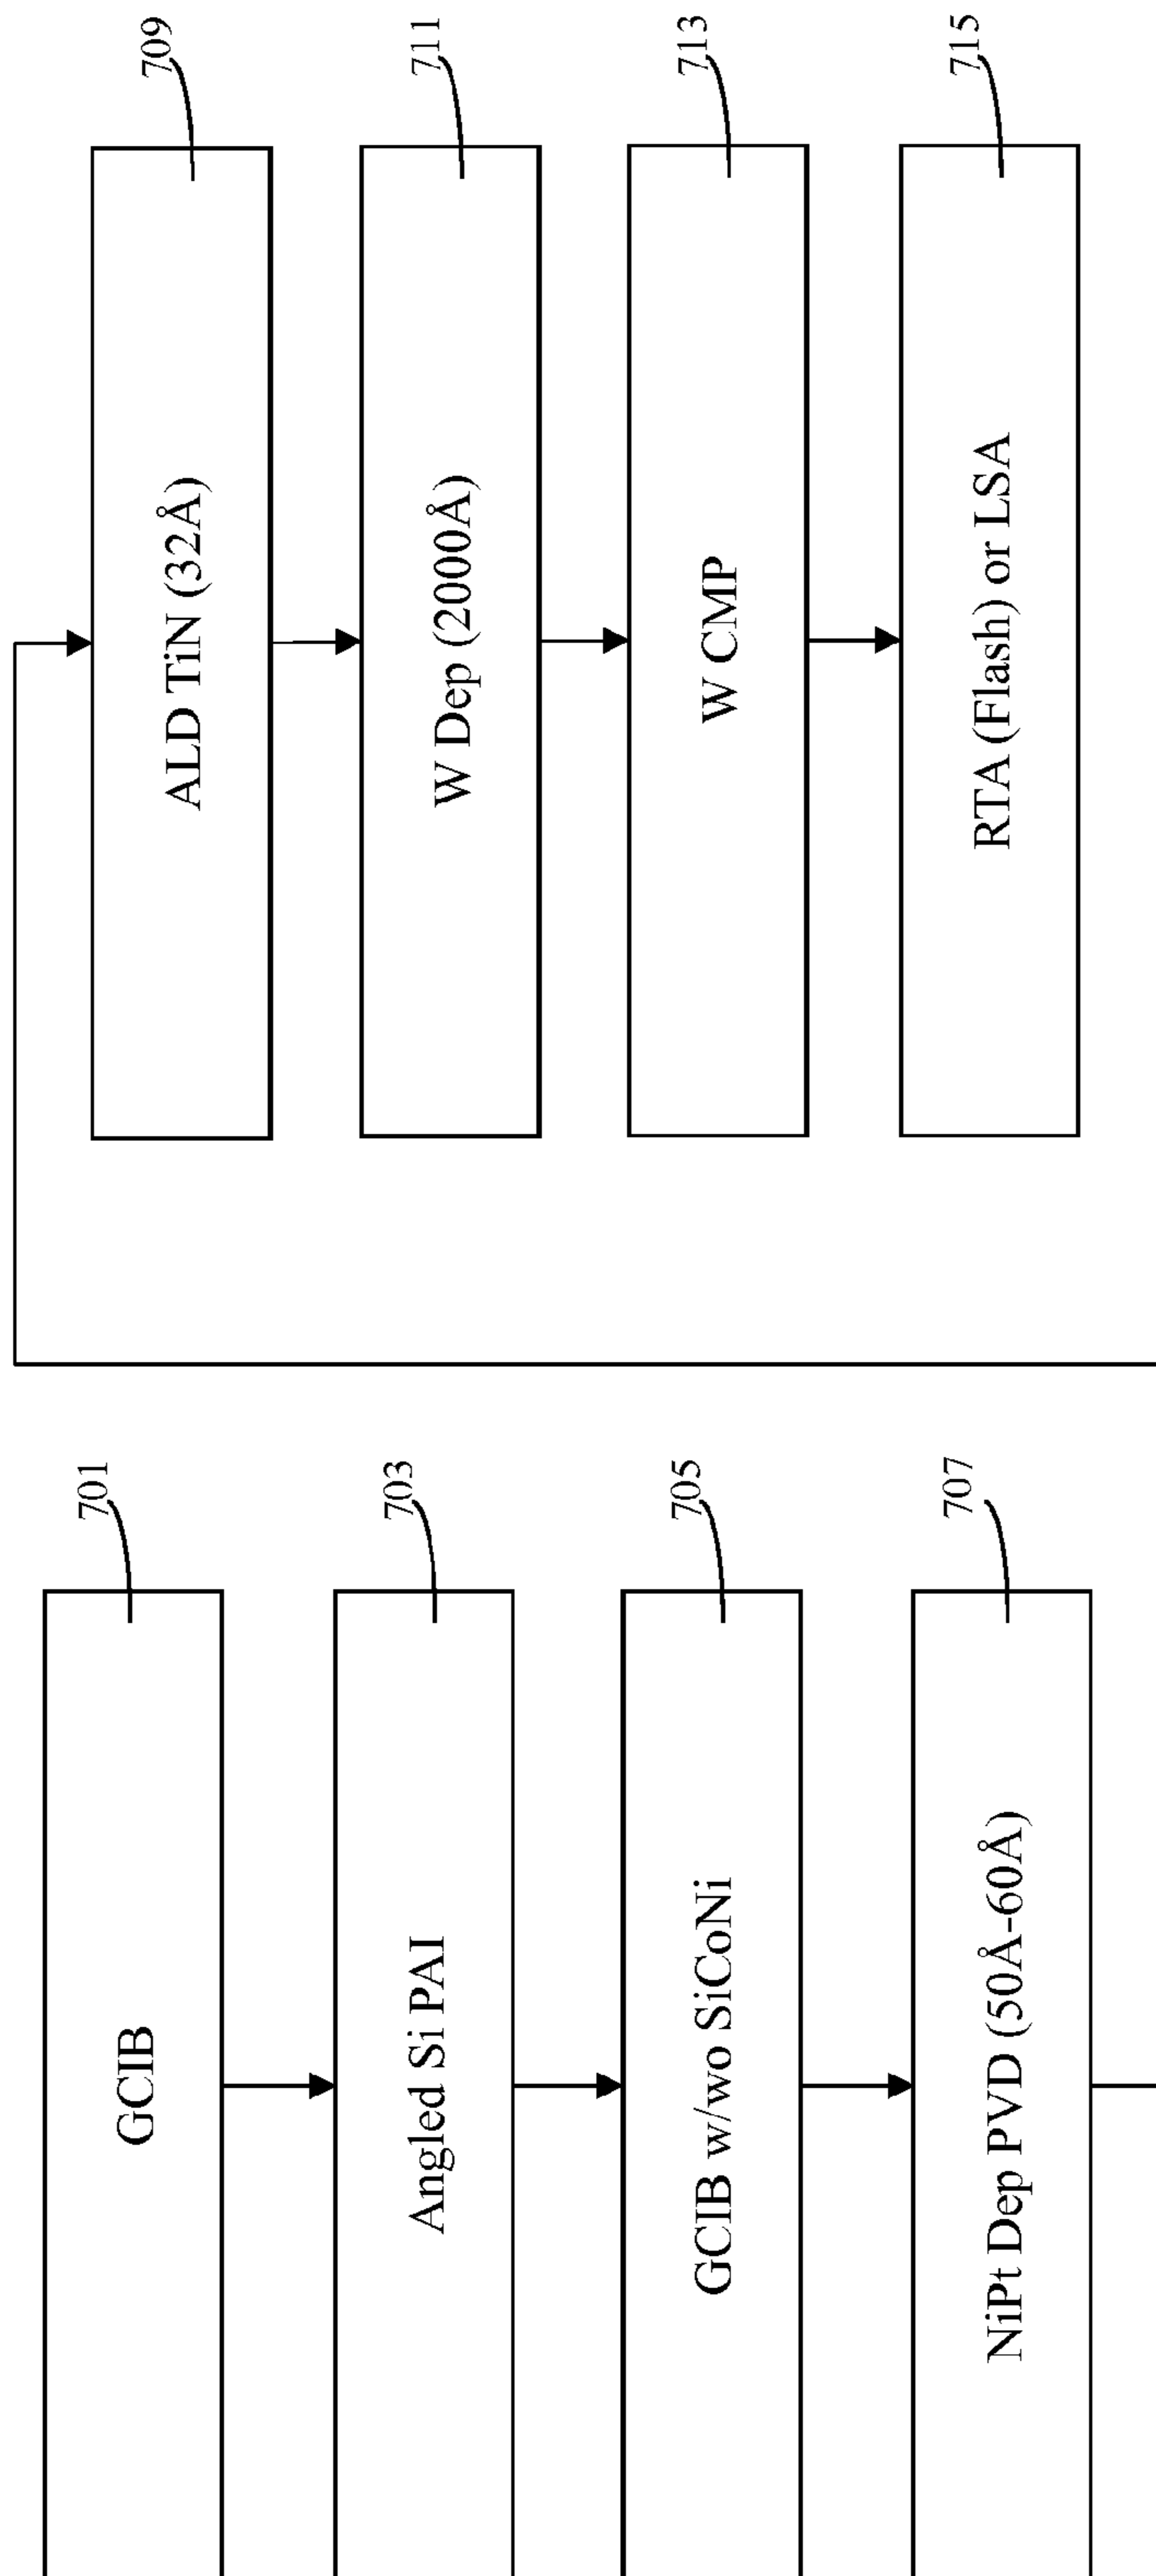 GCIB
701
Angled Si PAI
703
GCIB w/wo SiCoNi
705
NiPt Dep PVD (50Å-60Å)
707
ALD TiN (32Å)
709
W Dep (2000Å)
711
W CMP
713
RTA (Flash) or LSA
715